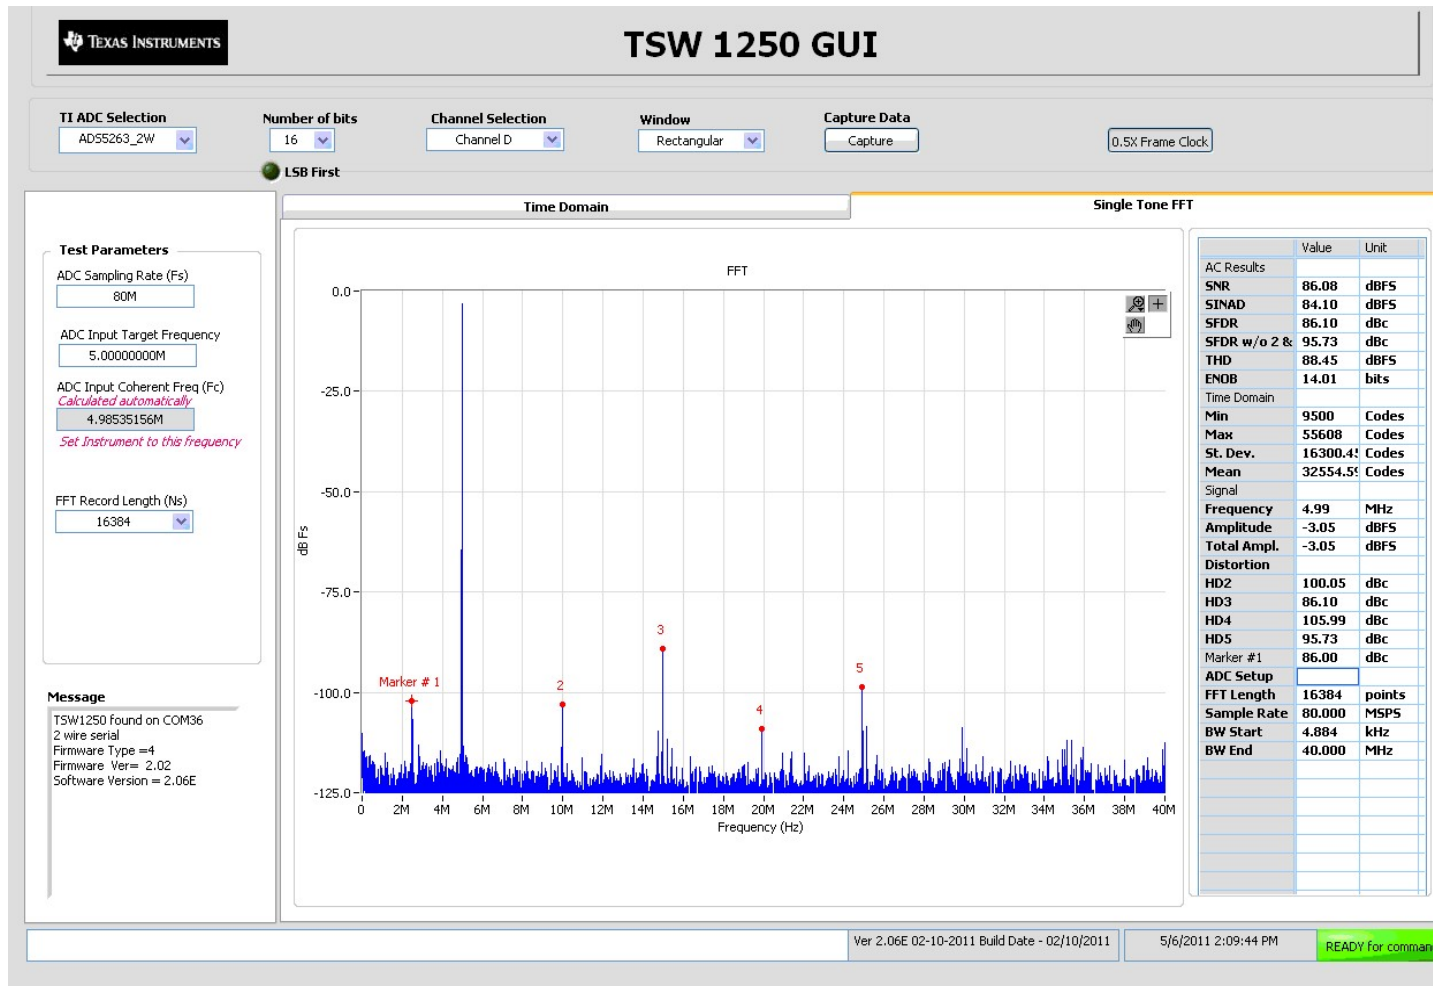 TEXAS INSTRUMENTS
TSW 1250 GUI
TI ADC Selection
ADS5263_2W
Number of bits
16
LSB First
Channel Selection
Channel D
Window
Rectangular
Capture Data
Capture
0.5X Frame Clock
Time Domain
Single Tone FFT
Test Parameters
ADC Sampling Rate (Fs)
80M
ADC Input Target Frequency
5.00000000M
ADC Input Coherent Freq (Fc)
Calculated automatically
4.98535156M
Set Instrument to this frequency
FFT Record Length (Ns)
16384
Message
TSW1250 found on COM36
2 wire serial
Firmware Type =4
Firmware Ver= 2.02
Software Version = 2.06E
FFT
dB Fs
0.0
-25.0
-50.0
-75.0
-100.0
-125.0
Marker # 1
2
3
4
5
0 2M 4M 6M 8M 10M 12M 14M 16M 18M 20M 22M 24M 26M 28M 30M 32M 34M 36M 38M 40M
Frequency (Hz)
Value Unit
AC Results
SNR 86.08 dBFS
SINAD 84.10 dBFS
SFDR 86.10 dBc
SFDR w/o 2 & 95.73 dBc
THD 88.45 dBFS
ENOB 14.01 bits
Time Domain
Min 9500 Codes
Max 55608 Codes
St. Dev. 16300.4 Codes
Mean 32554.5 Codes
Signal
Frequency 4.99 MHz
Amplitude -3.05 dBFS
Total Ampl. -3.05 dBFS
Distortion
HD2 100.05 dBc
HD3 86.10 dBc
HD4 105.99 dBc
HD5 95.73 dBc
Marker #1 86.00 dBc
ADC Setup
FFT Length 16384 points
Sample Rate 80.000 MSPS
BW Start 4.884 kHz
BW End 40.000 MHz
Ver 2.06E 02-10-2011 Build Date - 02/10/2011
5/6/2011 2:09:44 PM
READY for comman